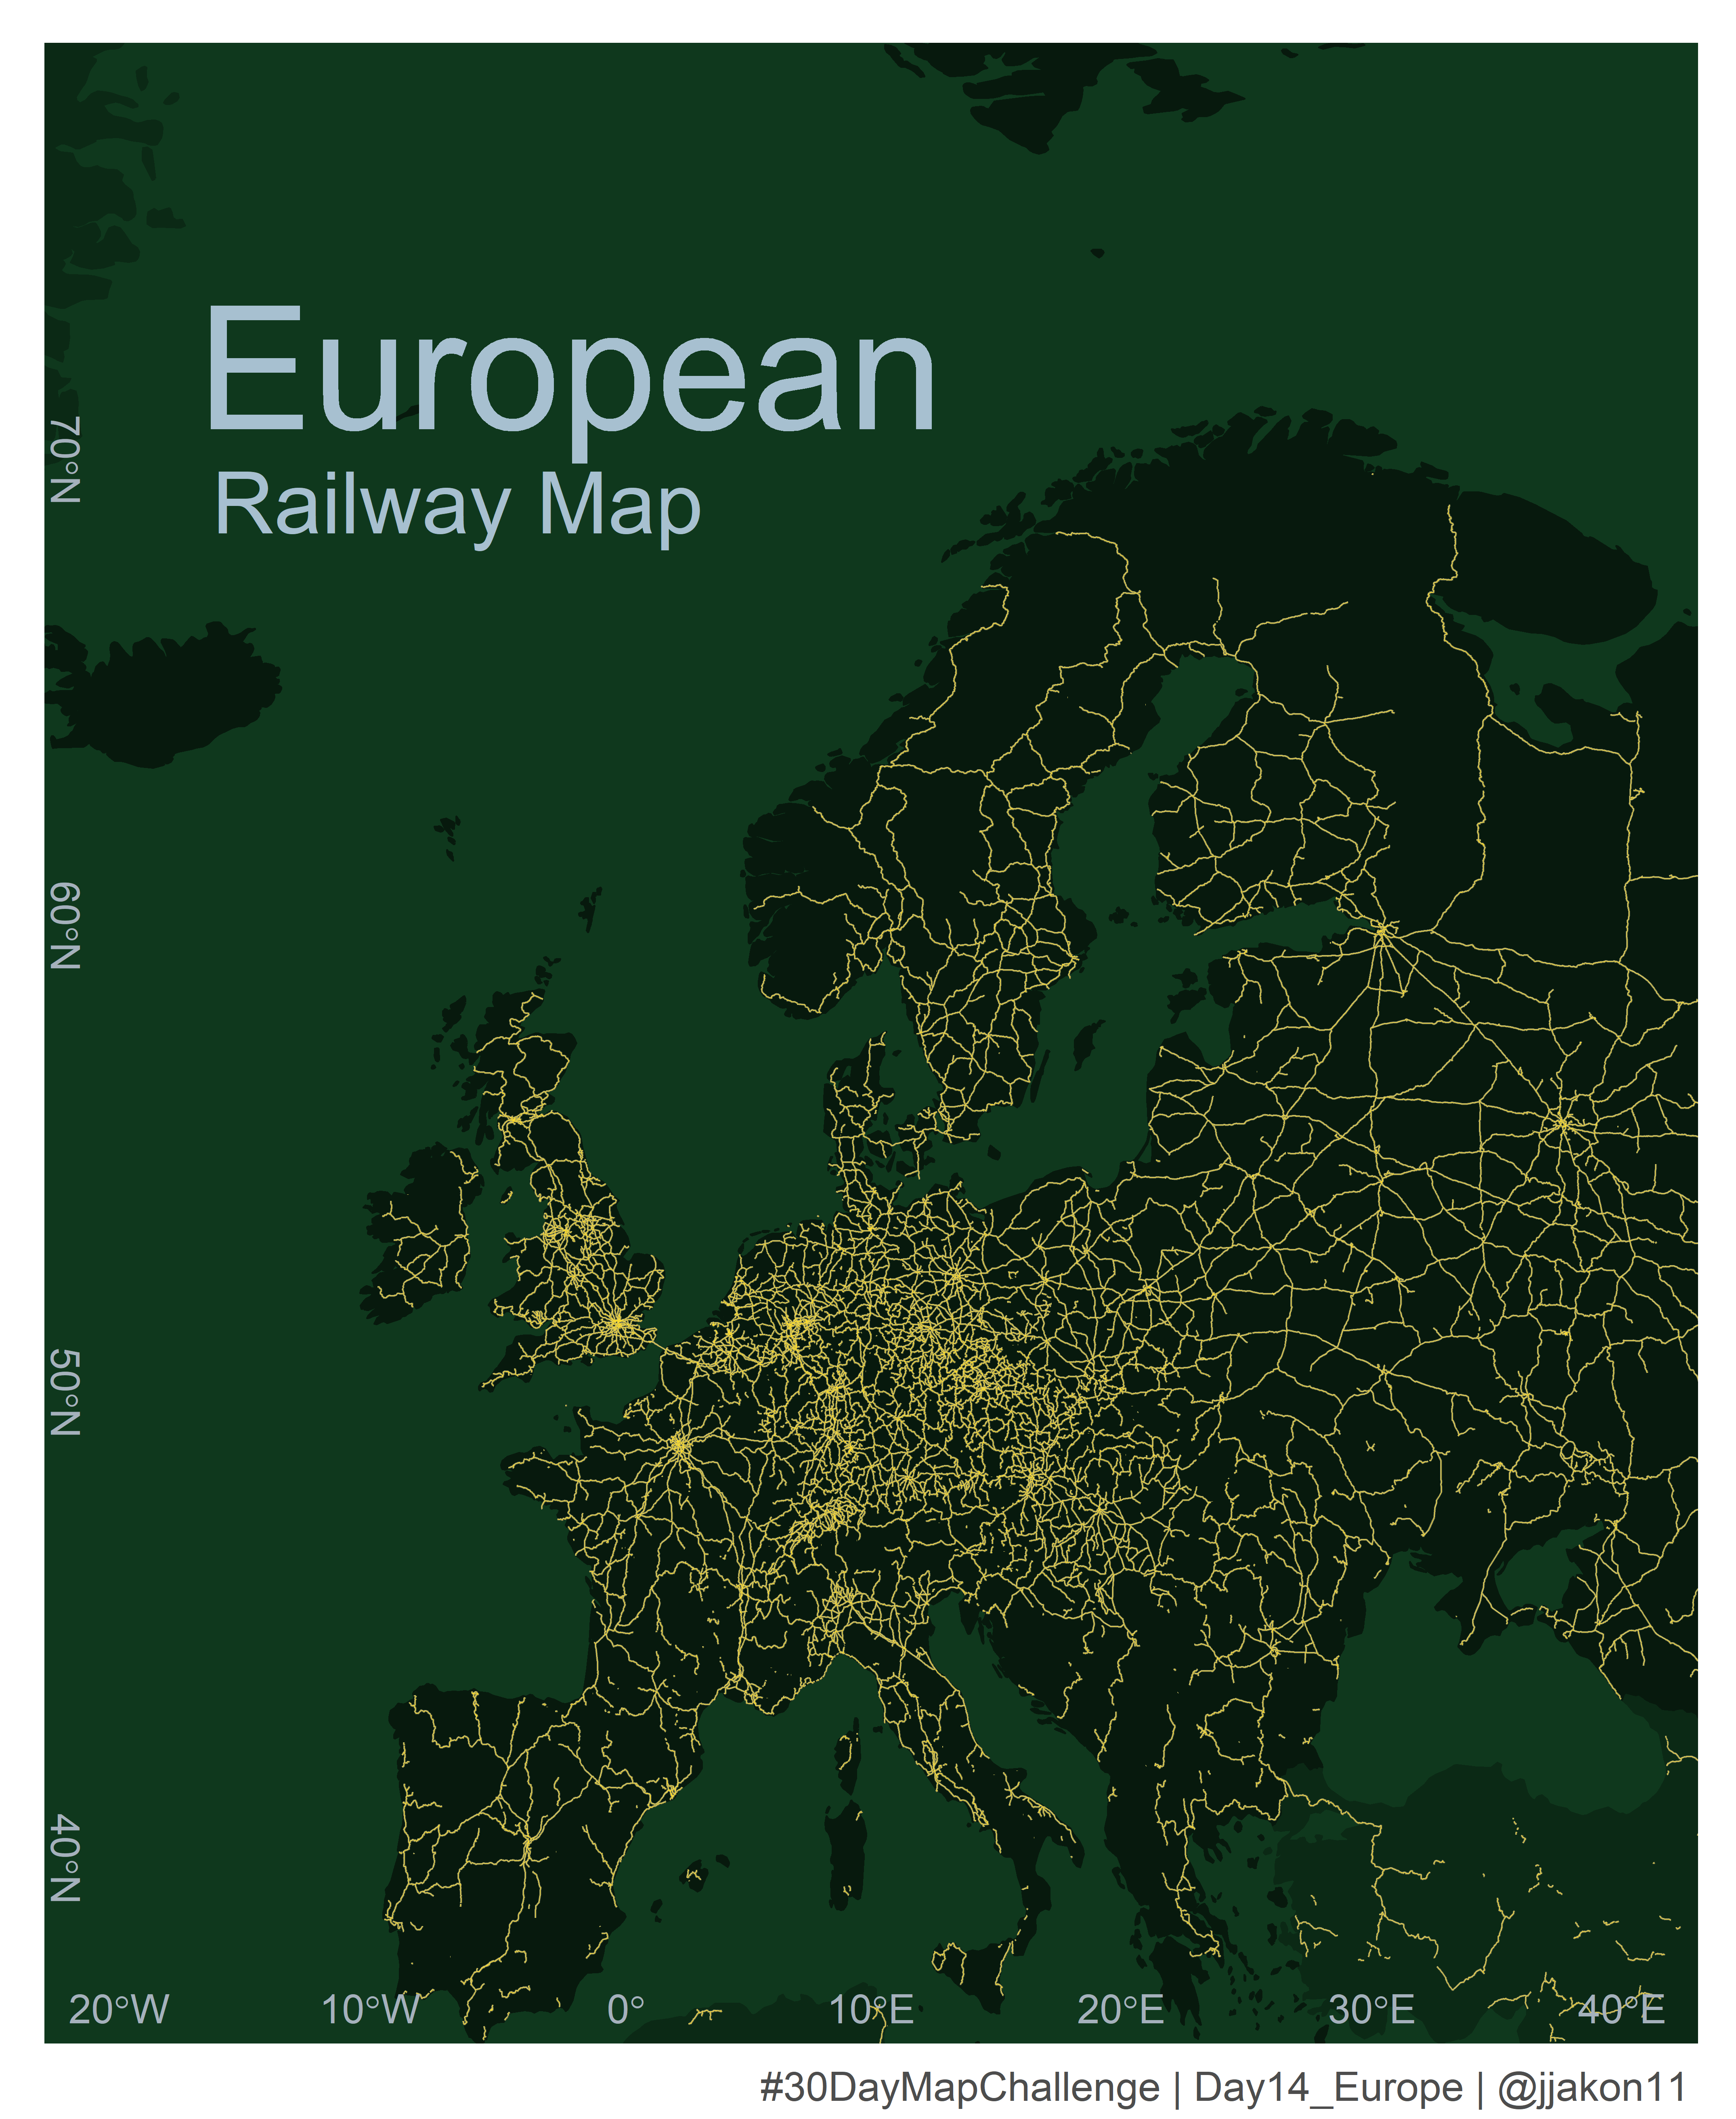 European
Railway Map
70°N
60°N
50°N
40°N
20°W 10°W 0° 10°E 20°E 30°E 40°E
#30DayMapChallenge | Day14_Europe | @jjakon11